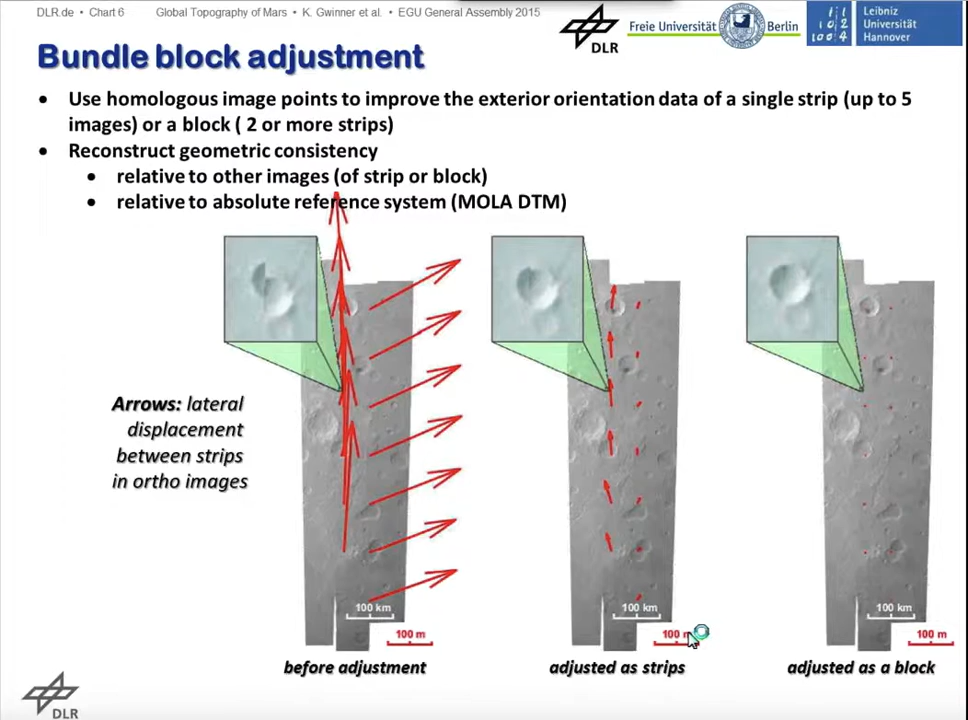 DLR.de • Chart 6 Global Topography of Mars • K. Gwinner et al. • EGU General Assembly 2015
DLR
Freie Universität Berlin
Leibniz
Universität
Hannover
Bundle block adjustment
• Use homologous image points to improve the exterior orientation data of a single strip (up to 5
images) or a block ( 2 or more strips)
• Reconstruct geometric consistency
• relative to other images (of strip or block)
• relative to absolute reference system (MOLA DTM)
Arrows: lateral
displacement
between strips
in ortho images
100 km
100 m
before adjustment
100 km
100 m
adjusted as strips
100 km
100 m
adjusted as a block
DLR